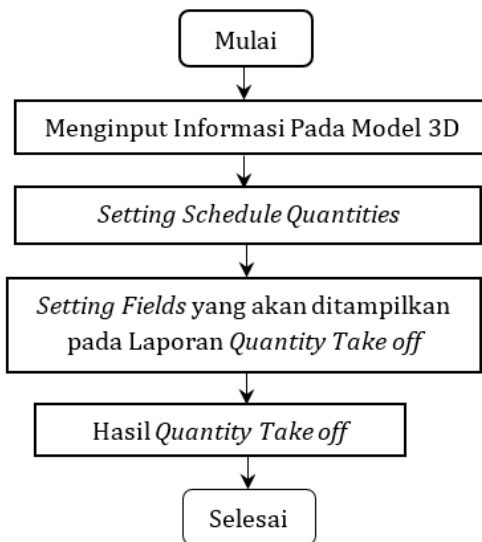 Mulai
Menginput Informasi Pada Model 3D
Setting Schedule Quantities
Setting Fields yang akan ditampilkan
pada Laporan Quantity Take off
Hasil Quantity Take off
Selesai